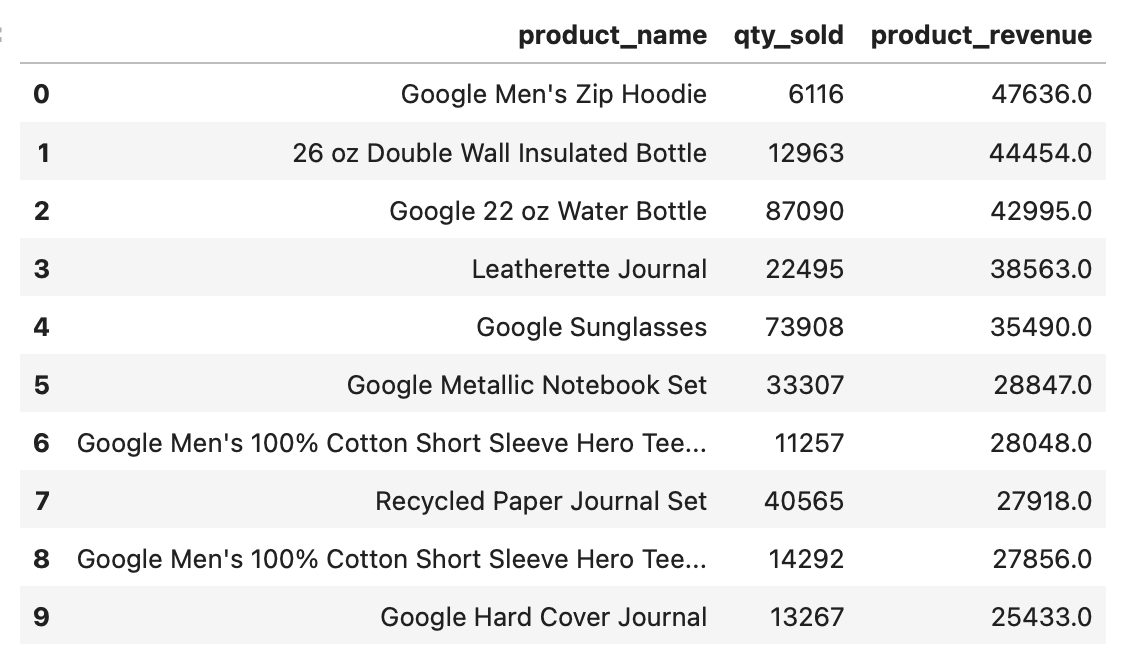 product_name qty_sold product_revenue
0 Google Men's Zip Hoodie 6116 47636.0
1 26 oz Double Wall Insulated Bottle 12963 44454.0
2 Google 22 oz Water Bottle 87090 42995.0
3 Leatherette Journal 22495 38563.0
4 Google Sunglasses 73908 35490.0
5 Google Metallic Notebook Set 33307 28847.0
6 Google Men's 100% Cotton Short Sleeve Hero Tee... 11257 28048.0
7 Recycled Paper Journal Set 40565 27918.0
8 Google Men's 100% Cotton Short Sleeve Hero Tee... 14292 27856.0
9 Google Hard Cover Journal 13267 25433.0